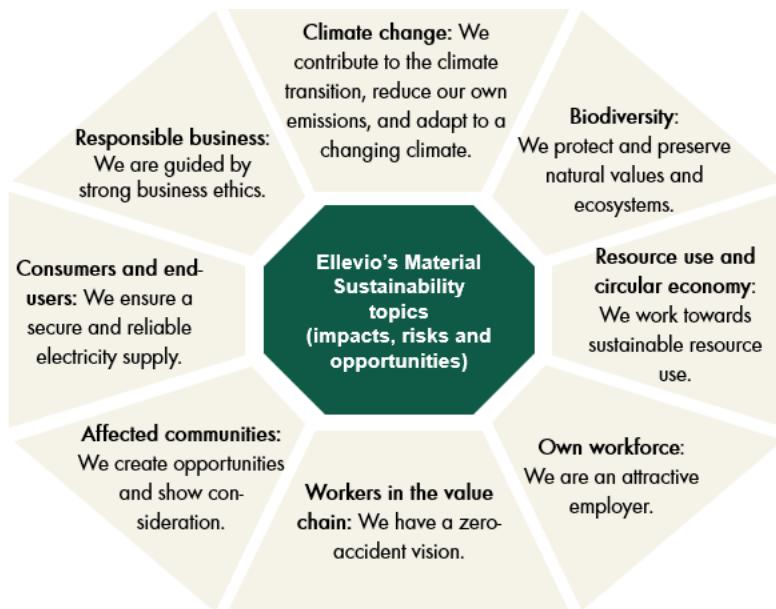 Climate change: We
contribute to the climate
transition, reduce our own
emissions, and adapt to a
changing climate.
Biodiversity:
We protect and preserve
natural values and
ecosystems.
Resource use and
circular economy:
We work towards
sustainable resource
use.
Own workforce:
We are an attractive
employer.
Workers in the value
chain: We have a zero-
accident vision.
Affected communities:
We create opportunities
and show con-
sideration.
Consumers and end-
users: We ensure a
secure and reliable
electricity supply.
Responsible business:
We are guided by
strong business ethics.
Ellevio’s Material
Sustainability
topics
(impacts, risks and
opportunities)